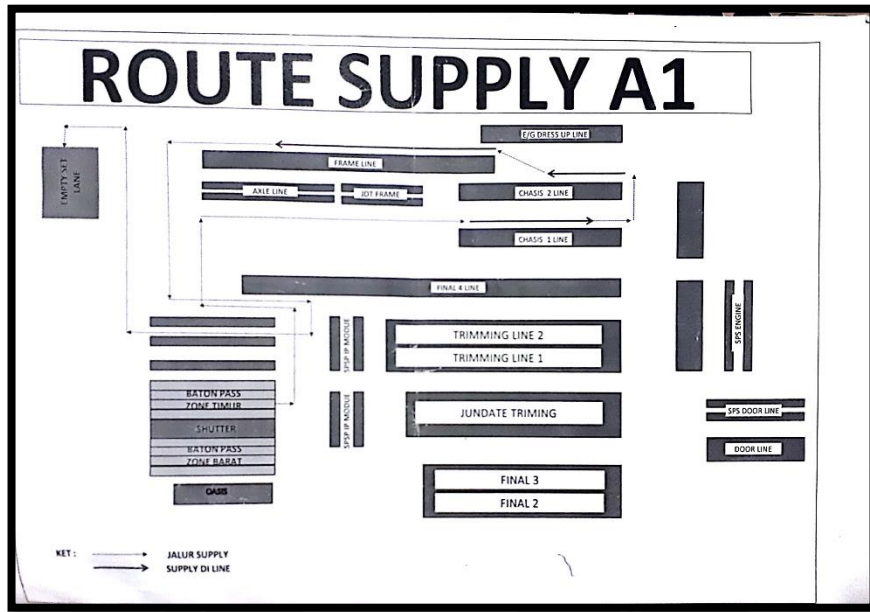 ROUTE SUPPLY A1
E/G DRESS UP LINE
EMPTY SET
LANE
FRAME LINE
AXLE LINE
JDT FRAME
CHASIS 2 LINE
CHASIS 1 LINE
FINAL 4 LINE
SPSP IP MODUE
TRIMMING LINE 2
TRIMMING LINE 1
SPS ENGINE
BATON PASS
ZONE TIMUR
SHUTTER
BATON PASS
ZONE BARAT
OASIS
SPSP IP MODUE
JUNDATE TRIMING
SPS DOOR LINE
DOOR LINE
FINAL 3
FINAL 2
KET : JALUR SUPPLY
SUPPLY DI LINE